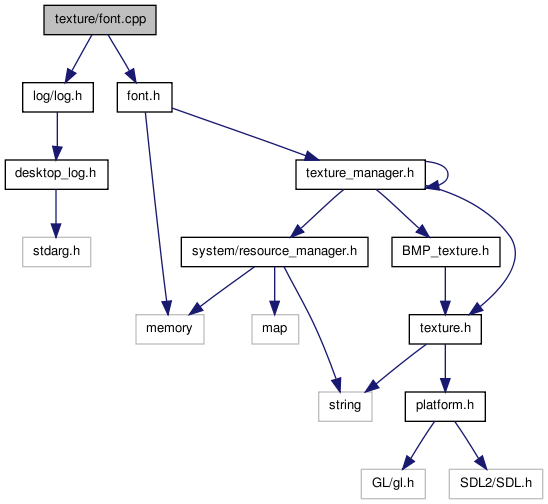 texture/font.cpp
log/log.h
font.h
desktop_log.h
texture_manager.h
stdarg.h
system/resource_manager.h
BMP_texture.h
memory
map
texture.h
string
platform.h
GL/gl.h
SDL2/SDL.h